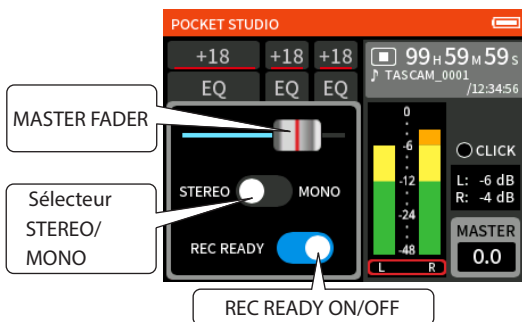 POCKET STUDIO
+18 +18 +18
EQ EQ EQ
99H59M59S
TASCAM_0001
/12:34:56
MASTER FADER
Sélecteur
STEREO/
MONO
STEREO MONO
REC READY
REC READY ON/OFF
0
-6
-12
-24
-48
L R
CLICK
L: -6 dB
R: -4 dB
MASTER
0.0